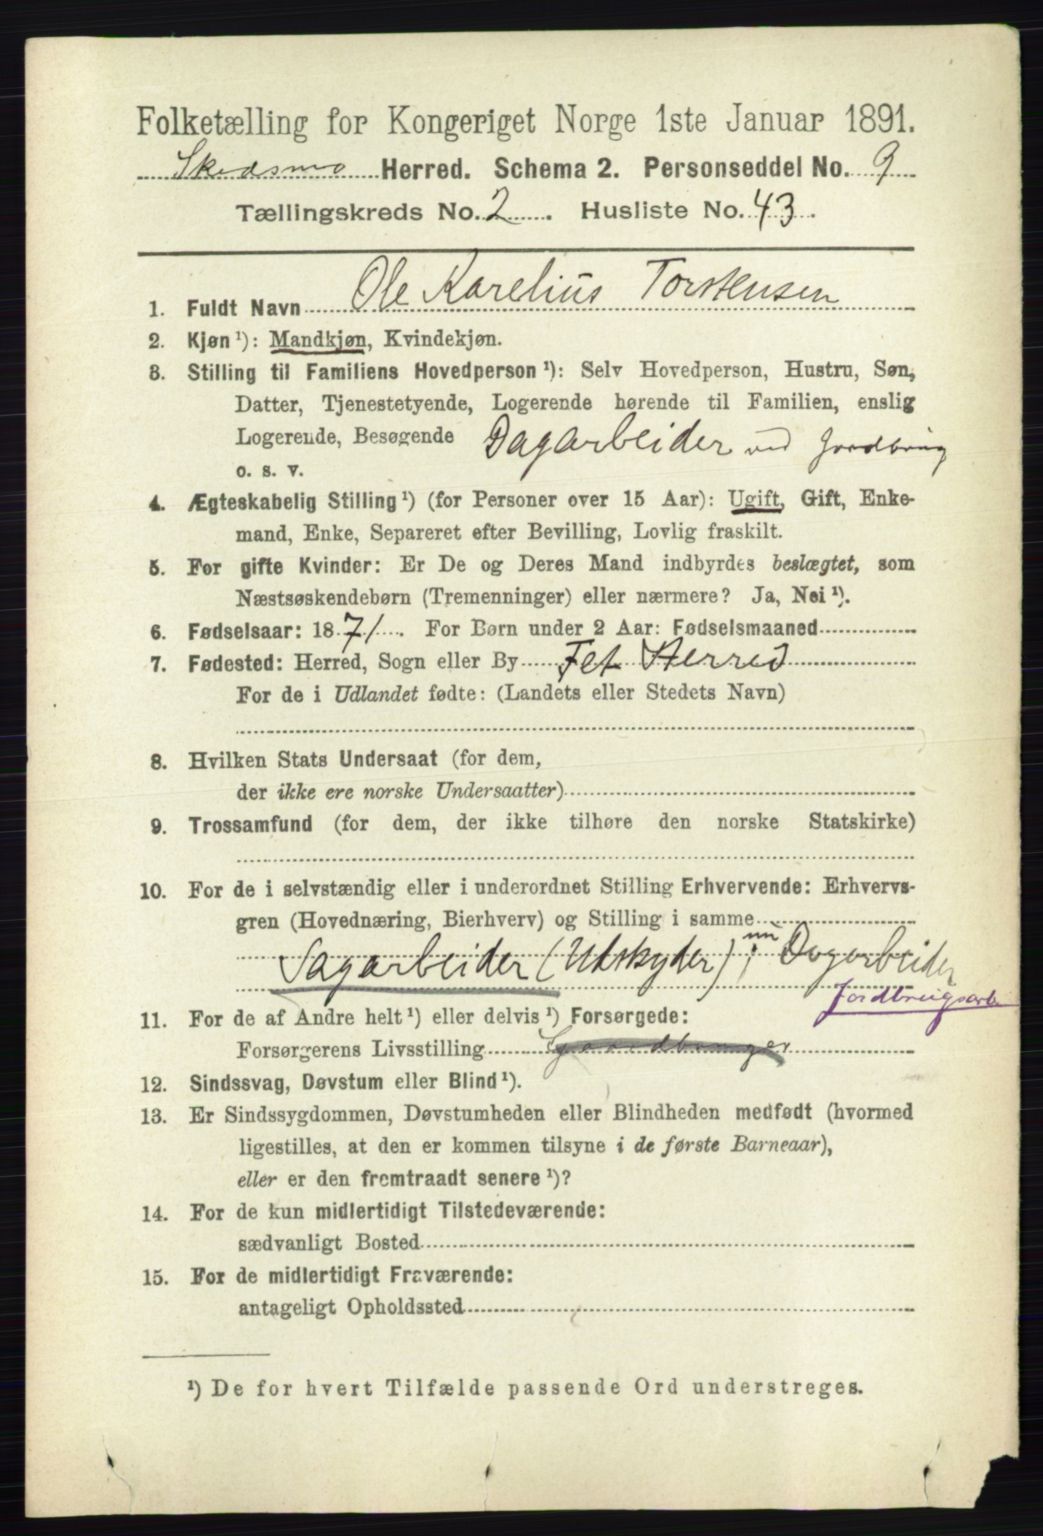 Folketælling for Kongeriget Norge 1ste Januar 1891.
Skedsmo Herred. Schema 2. Personseddel No. 9
Tællingskreds No. 2. Husliste No. 43.
1. Fuldt Navn Ole Karelius Torstensen
2. Kjøn ¹): Mandkjøn, Kvindekjøn.
3. Stilling til Familiens Hovedperson ¹): Selv Hovedperson, Hustru, Søn,
Datter, Tjenestetyende, Logerende hørende til Familien, enslig
Logerende, Besøgende Dagarbeider ved Jordbrug
o. s. v.
4. Ægteskabelig Stilling ¹) (for Personer over 15 Aar): Ugift, Gift, Enke-
mand, Enke, Separeret efter Bevilling, Lovlig fraskilt.
5. For gifte Kvinder: Er De og Deres Mand indbyrdes beslægtet, som
Næstsøskendebørn (Tremenninger) eller nærmere? Ja, Nei ¹).
6. Fødselsaar: 1871. For Børn under 2 Aar: Fødselsmaaned
7. Fødested: Herred, Sogn eller By Fet Herred
For de i Udlandet fødte: (Landets eller Stedets Navn)
8. Hvilken Stats Undersaat (for dem,
der ikke ere norske Undersaatter)
9. Trossamfund (for dem, der ikke tilhøre den norske Statskirke)
10. For de i selvstændig eller i underordnet Stilling Erhvervende: Erhvervs-
gren (Hovednæring, Bierhverv) og Stilling i samme
Sagarbeider (Udskyder); nu Dagarbeider
Jordbrugsarb.
11. For de af Andre helt ¹) eller delvis ¹) Forsørgede:
Forsørgerens Livsstilling Gaardbruger
12. Sindssvag, Døvstum eller Blind ¹).
13. Er Sindssygdommen, Døvstumheden eller Blindheden medfødt (hvormed
ligestilles, at den er kommen tilsyne i de første Barneaar),
eller er den fremtraadt senere ¹)?
14. For de kun midlertidigt Tilstedeværende:
sædvanligt Bosted
15. For de midlertidigt Fraværende:
antageligt Opholdssted
¹) De for hvert Tilfælde passende Ord understreges.